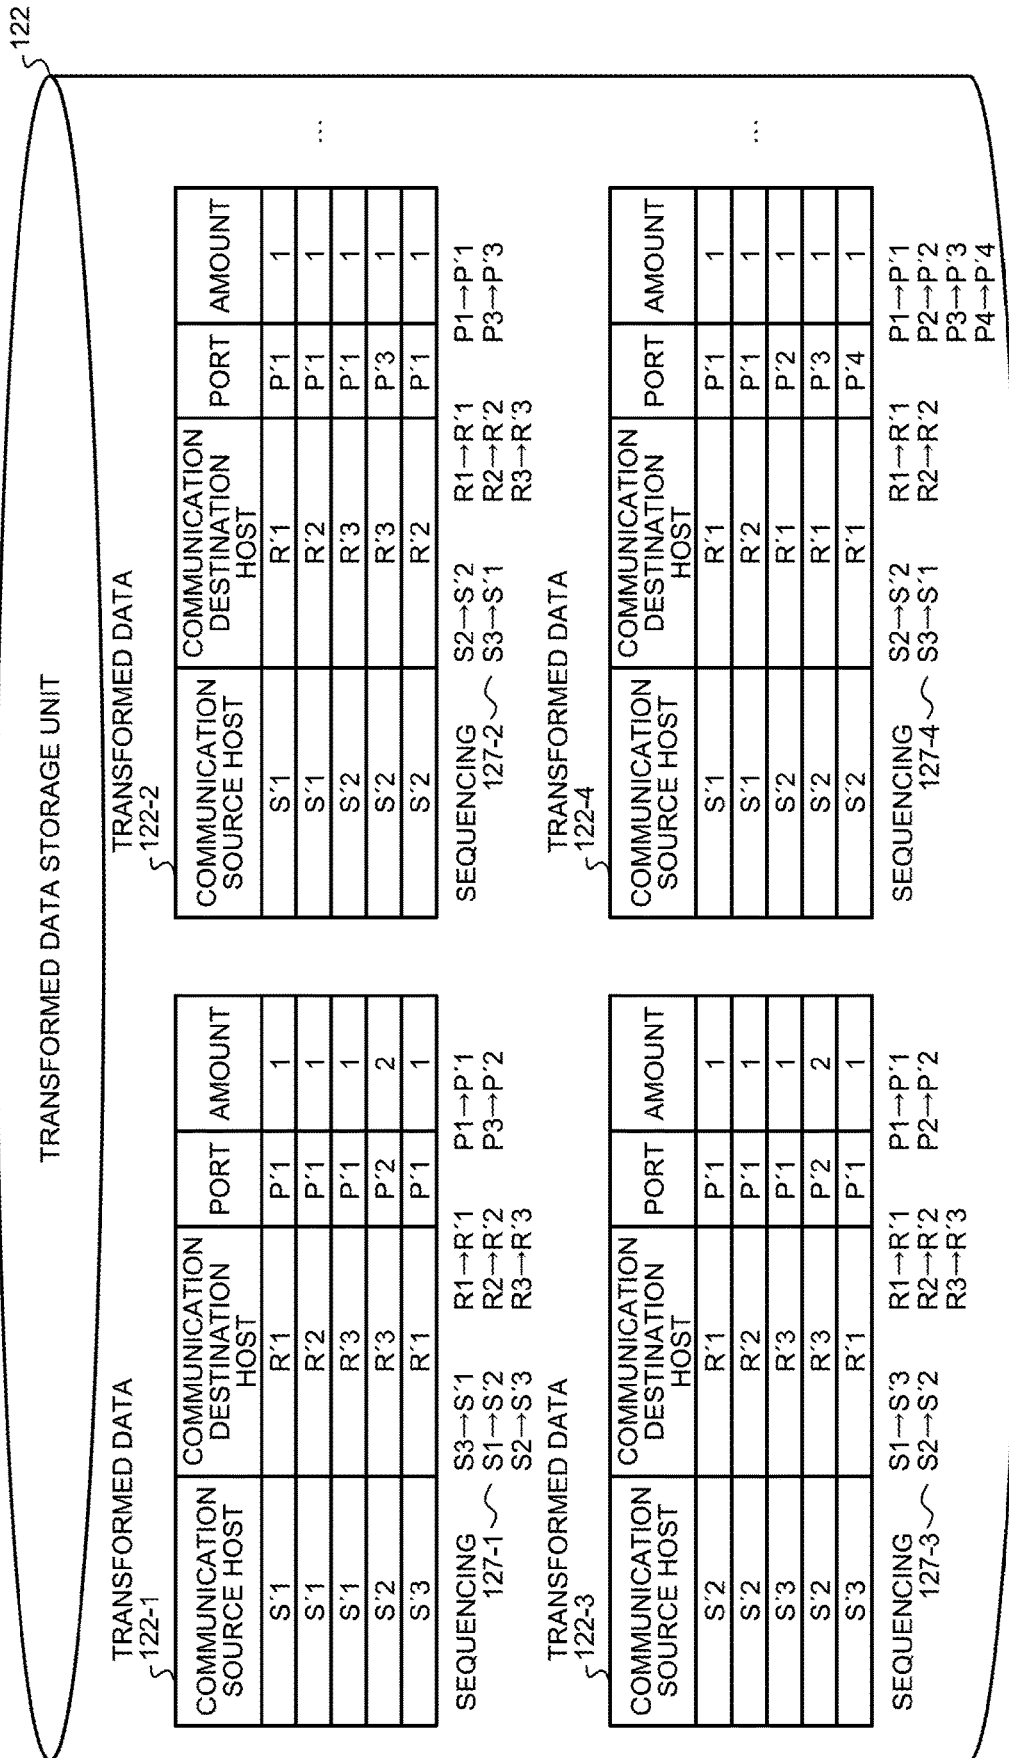 122
TRANSFORMED DATA STORAGE UNIT
TRANSFORMED DATA
122-1
COMMUNICATION SOURCE HOST | COMMUNICATION DESTINATION HOST | PORT | AMOUNT
S´1 | R´1 | P´1 | 1
S´1 | R´2 | P´1 | 1
S´1 | R´3 | P´1 | 1
S´2 | R´3 | P´2 | 2
S´3 | R´1 | P´1 | 1
SEQUENCING S3→S´1 R1→R´1 P1→P´1
127-1 S1→S´2 R2→R´2 P3→P´2
S2→S´3 R3→R´3
TRANSFORMED DATA
122-2
COMMUNICATION SOURCE HOST | COMMUNICATION DESTINATION HOST | PORT | AMOUNT
S´1 | R´1 | P´1 | 1
S´1 | R´2 | P´1 | 1
S´2 | R´3 | P´1 | 1
S´2 | R´3 | P´3 | 1
S´2 | R´2 | P´1 | 1
...
SEQUENCING S2→S´2 R1→R´1 P1→P´1
127-2 S3→S´1 R2→R´2 P3→P´3
R3→R´3
TRANSFORMED DATA
122-3
COMMUNICATION SOURCE HOST | COMMUNICATION DESTINATION HOST | PORT | AMOUNT
S´2 | R´1 | P´1 | 1
S´2 | R´2 | P´1 | 1
S´3 | R´3 | P´1 | 1
S´2 | R´3 | P´2 | 2
S´3 | R´1 | P´1 | 1
SEQUENCING S1→S´3 R1→R´1 P1→P´1
127-3 S2→S´2 R2→R´2 P2→P´2
R3→R´3
TRANSFORMED DATA
122-4
COMMUNICATION SOURCE HOST | COMMUNICATION DESTINATION HOST | PORT | AMOUNT
S´1 | R´1 | P´1 | 1
S´1 | R´2 | P´1 | 1
S´2 | R´1 | P´2 | 1
S´2 | R´1 | P´3 | 1
S´2 | R´1 | P´4 | 1
...
SEQUENCING S2→S´2 R1→R´1 P1→P´1
127-4 S3→S´1 R2→R´2 P2→P´2
P3→P´3
P4→P´4